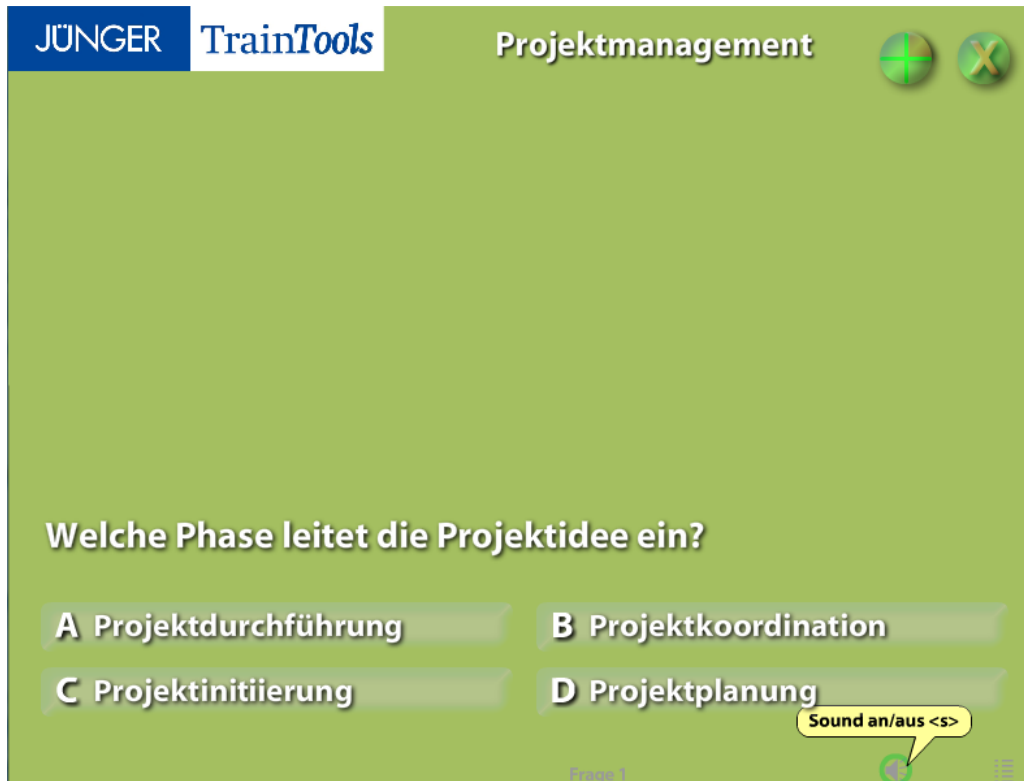 JÜNGER TrainTools
Projektmanagement
X
Welche Phase leitet die Projektidee ein?
A Projektdurchführung
B Projektkoordination
C Projektinitiierung
D Projektplanung
Sound an/aus <s>
Frage 1